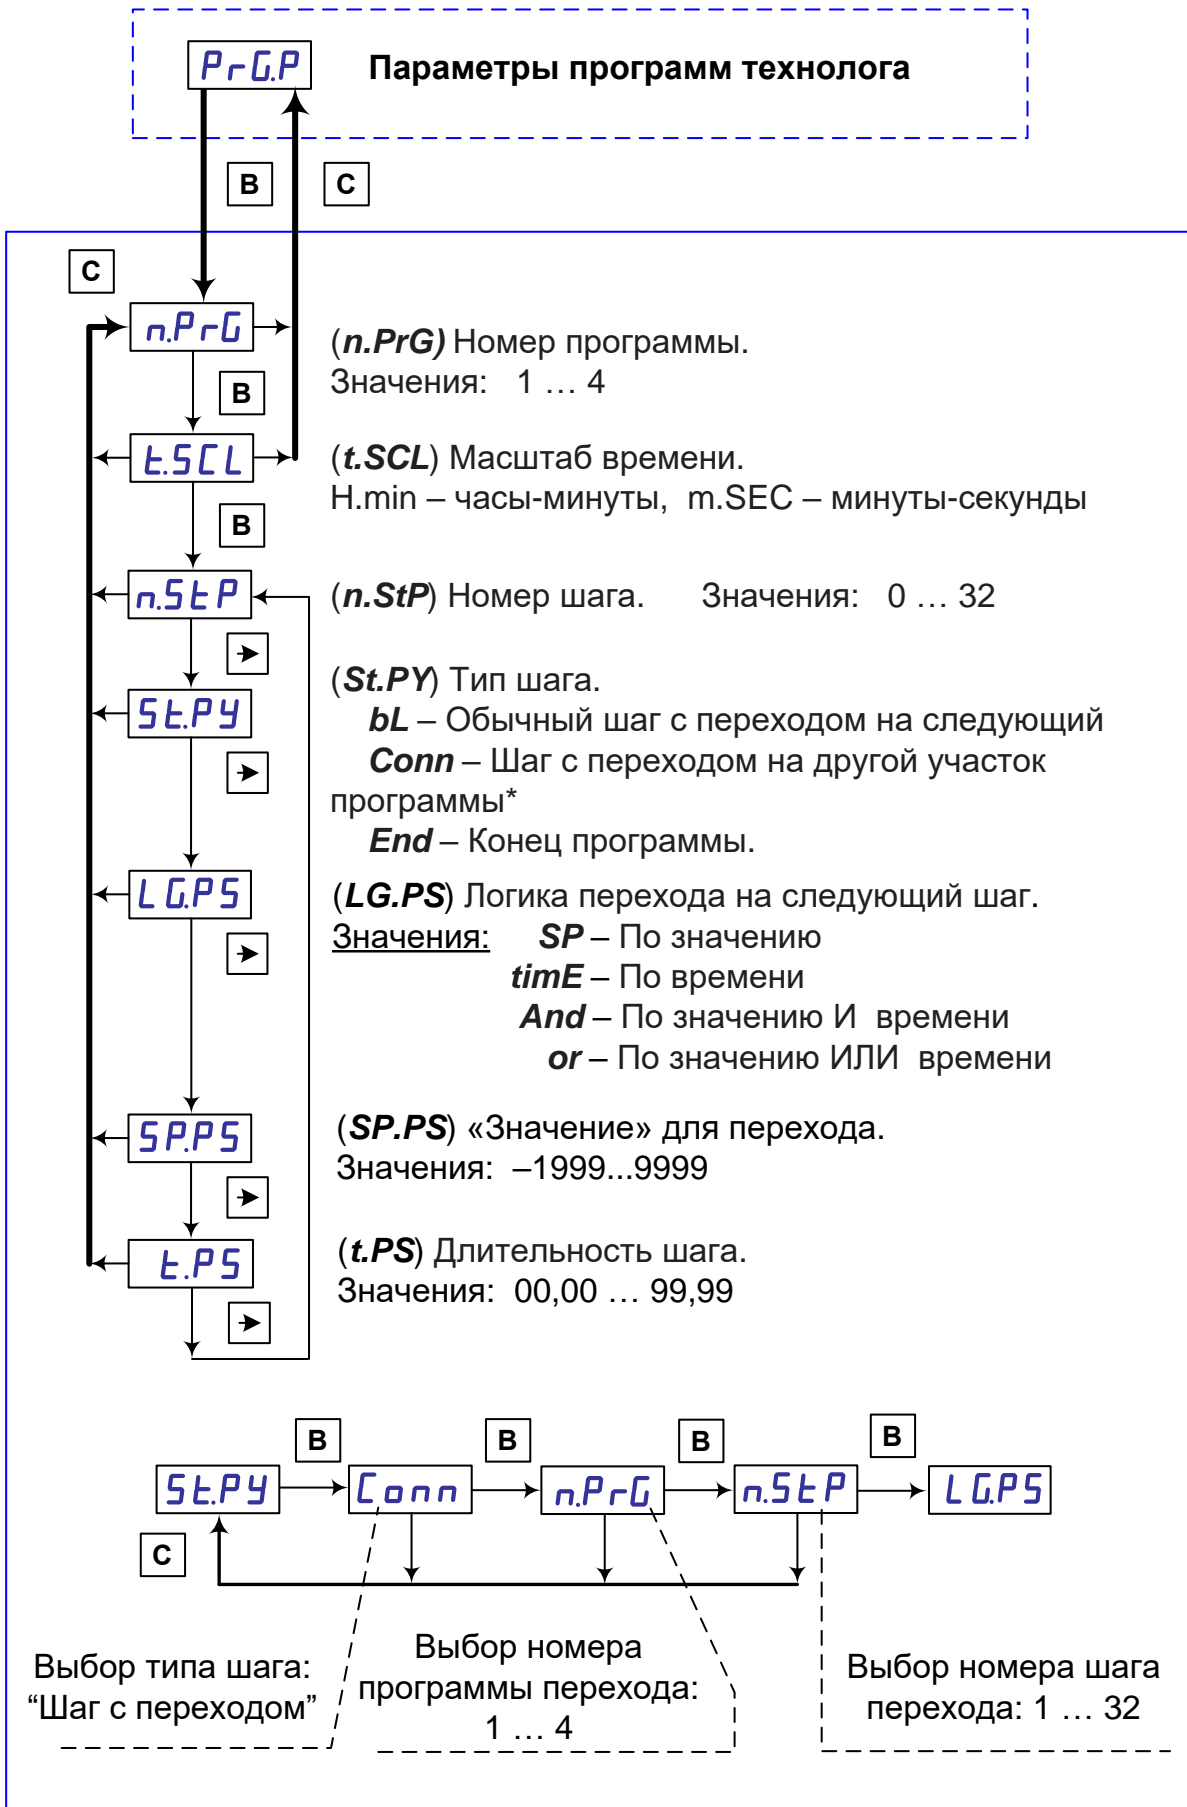 PrG.P Параметры программ технолога
B C
C
n.PrG (n.PrG) Номер программы.
Значения: 1 … 4
B
t.SCL (t.SCL) Масштаб времени.
H.min – часы-минуты, m.SEC – минуты-секунды
B
n.StP (n.StP) Номер шага. Значения: 0 … 32
St.PY (St.PY) Тип шага.
bL – Обычный шаг с переходом на следующий
Conn – Шаг с переходом на другой участок
программы*
End – Конец программы.
LG.PS (LG.PS) Логика перехода на следующий шаг.
Значения: SP – По значению
timE – По времени
And – По значению И времени
or – По значению ИЛИ времени
SP.PS (SP.PS) «Значение» для перехода.
Значения: –1999...9999
t.PS (t.PS) Длительность шага.
Значения: 00,00 … 99,99
B B B B
St.PY Conn n.PrG n.StP LG.PS
C
Выбор типа шага:
“Шаг с переходом”
Выбор номера
программы перехода:
1 … 4
Выбор номера шага
перехода: 1 … 32